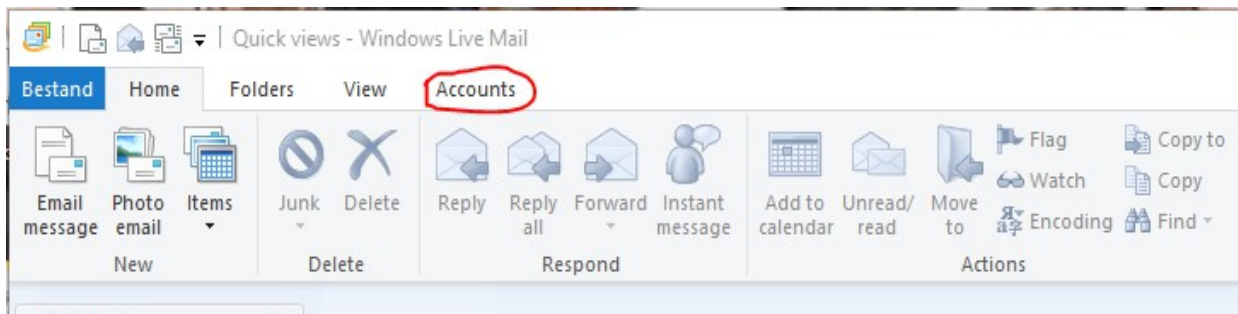 Quick views - Windows Live Mail
Bestand Home Folders View Accounts
Email message
Photo email
Items
Junk
Delete
Reply
Reply all
Forward
Instant message
Add to calendar
Unread/ read
Move to
Flag
Watch
Encoding
Copy to
Copy
Find
New Delete Respond Actions